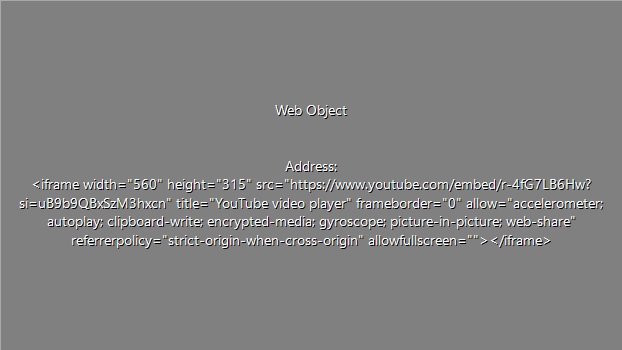 Web Object
Address:
<iframe width="560" height="315" src="https://www.youtube.com/embed/r-4fG7LB6Hw?
si=uB9b9QBxSzM3hxcn" title="YouTube video player" frameborder="0" allow="accelerometer;
autoplay; clipboard-write; encrypted-media; gyroscope; picture-in-picture; web-share"
referrerpolicy="strict-origin-when-cross-origin" allowfullscreen=""></iframe>